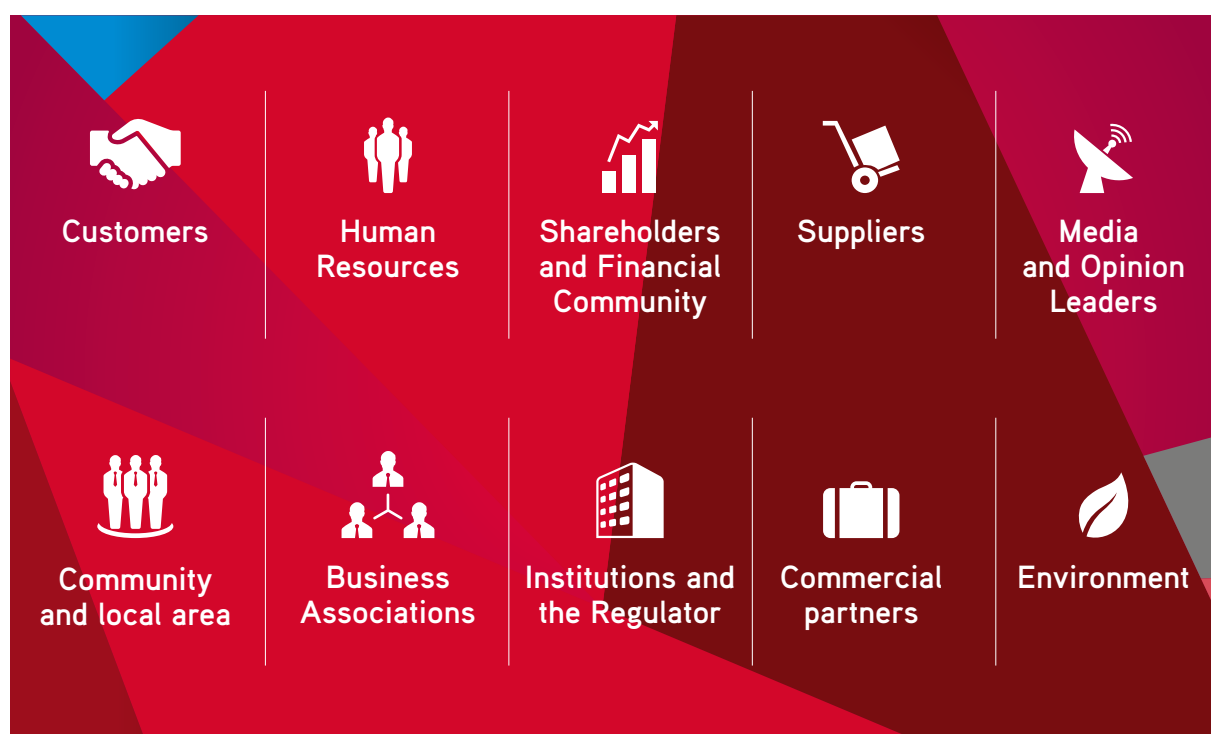 Customers
Human
Resources
Shareholders
and Financial
Community
Suppliers
Media
and Opinion
Leaders
Community
and local area
Business
Associations
Institutions and
the Regulator
Commercial
partners
Environment